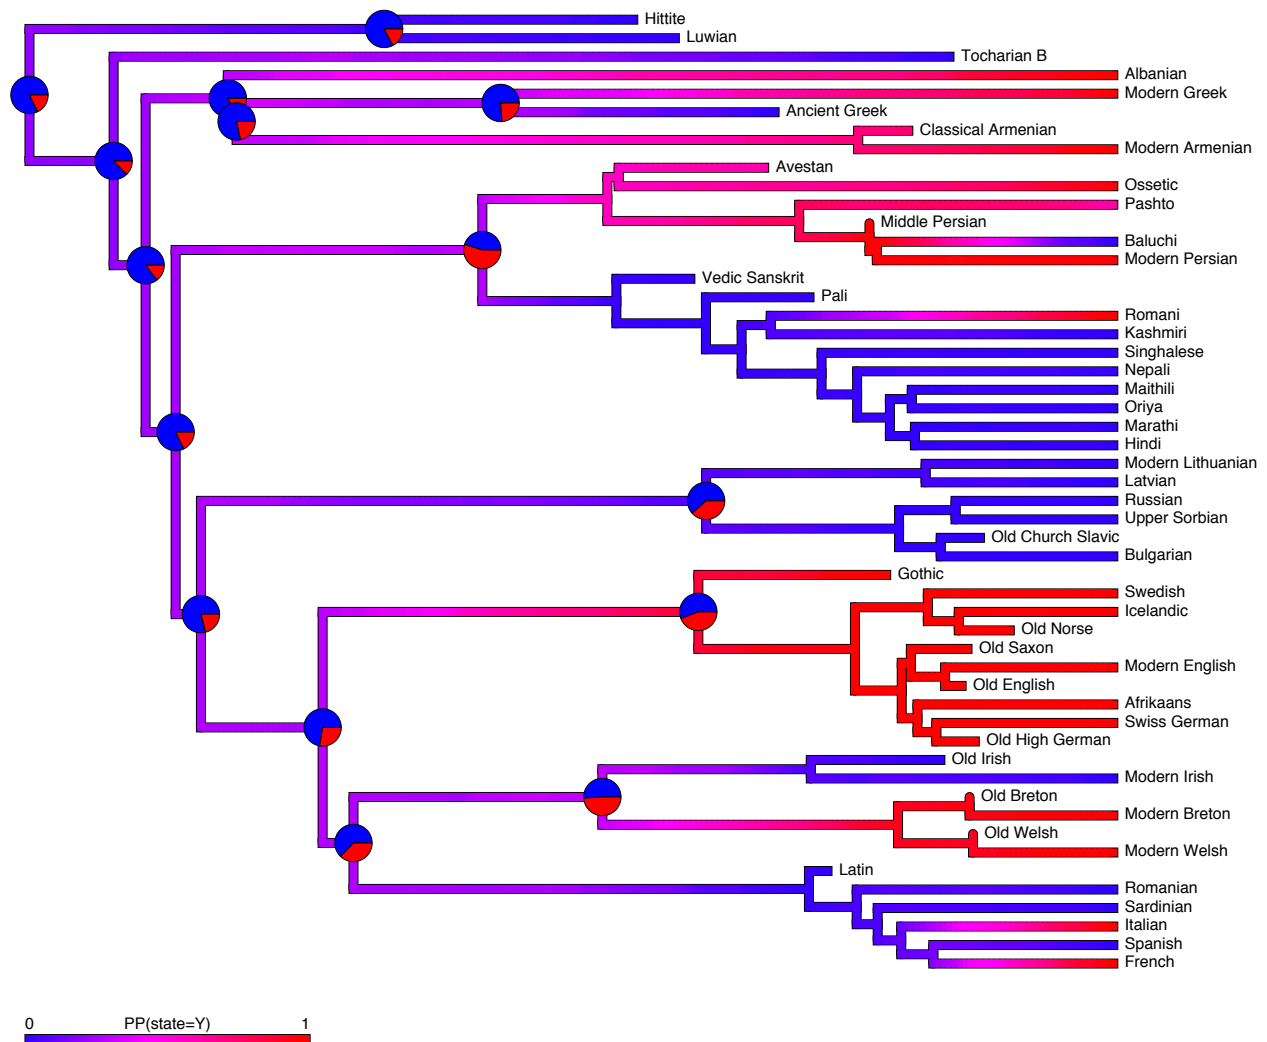 Hittite
Luwian
Tocharian B
Albanian
Modern Greek
Ancient Greek
Classical Armenian
Modern Armenian
Avestan
Ossetic
Pashto
Middle Persian
Baluchi
Modern Persian
Vedic Sanskrit
Pali
Romani
Kashmiri
Singhalese
Nepali
Maithili
Oriya
Marathi
Hindi
Modern Lithuanian
Latvian
Russian
Upper Sorbian
Old Church Slavic
Bulgarian
Gothic
Swedish
Icelandic
Old Norse
Old Saxon
Modern English
Old English
Afrikaans
Swiss German
Old High German
Old Irish
Modern Irish
Old Breton
Modern Breton
Old Welsh
Modern Welsh
Latin
Romanian
Sardinian
Italian
Spanish
French
0 PP(state=Y) 1